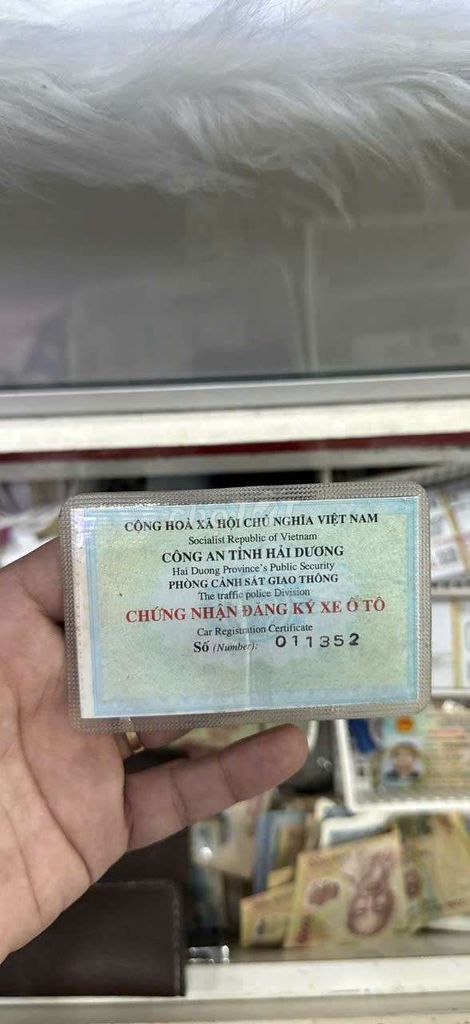 CỘNG HOÀ XÃ HỘI CHỦ NGHĨA VIỆT NAM
Socialist Republic of Vietnam
CÔNG AN TỈNH HẢI DƯƠNG
Hai Duong Province's Public Security
PHÒNG CẢNH SÁT GIAO THÔNG
The traffic police Division
CHỨNG NHẬN ĐĂNG KÝ XE Ô TÔ
Car Registration Certificate
Số (Number): 011352